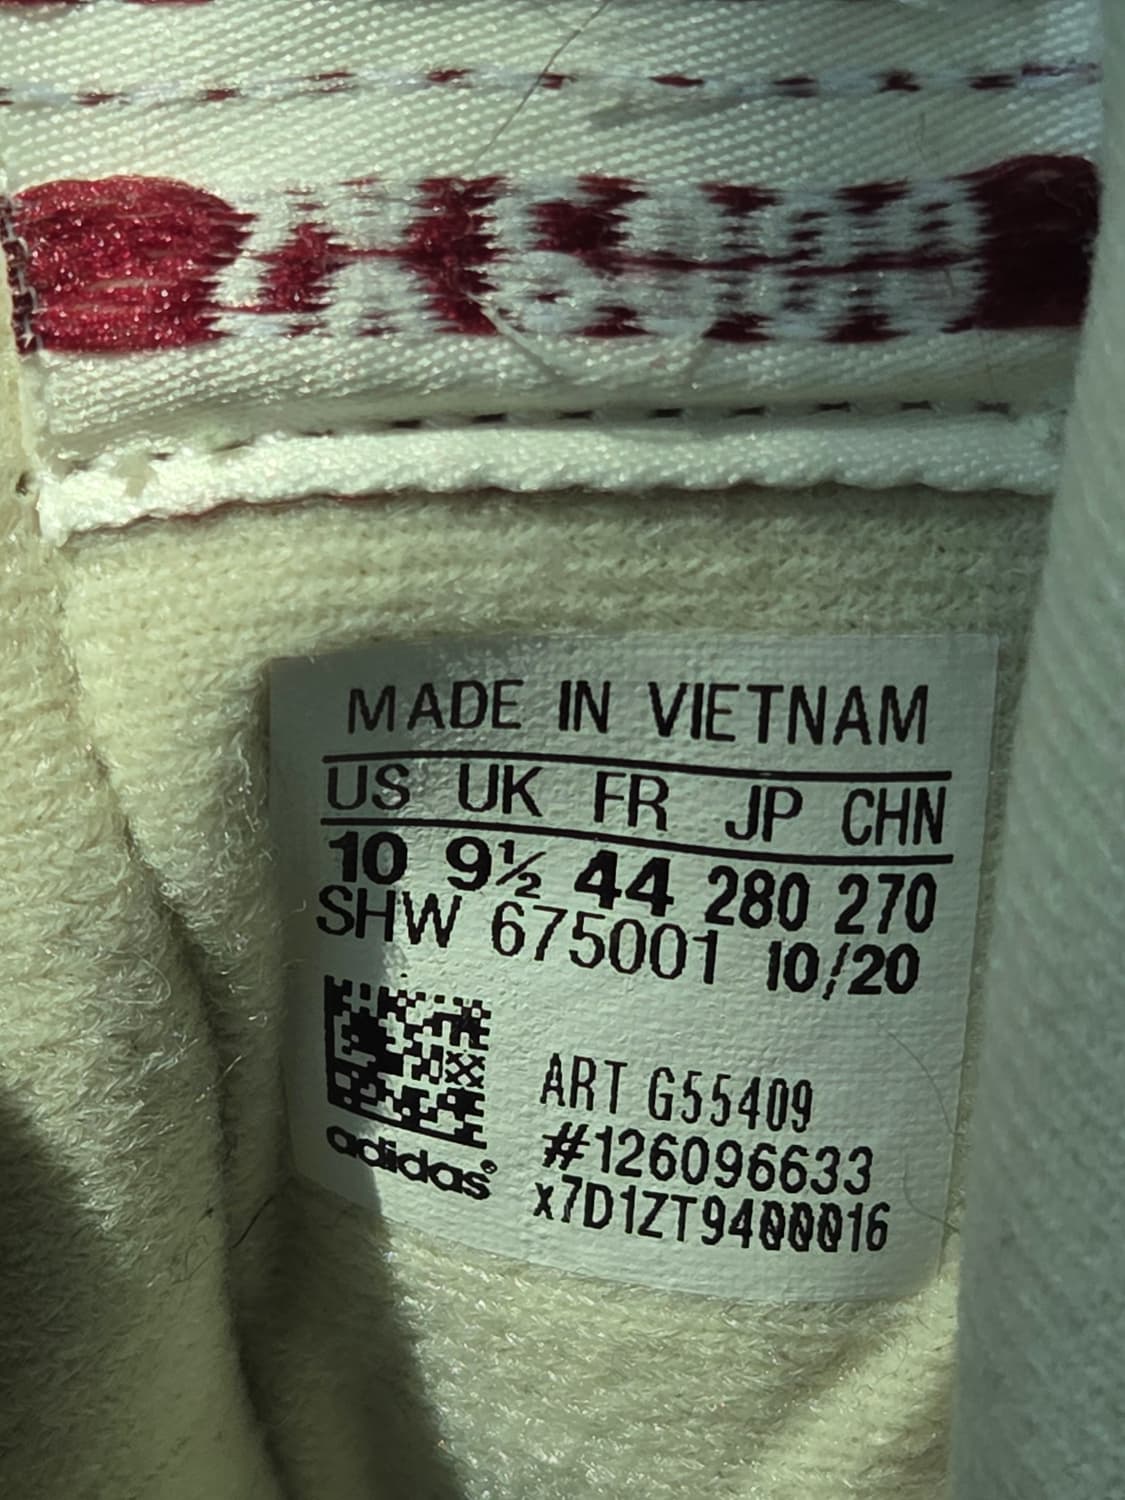 MADE IN VIETNAM
US UK FR JP CHN
10 9½ 44 280 270
SHW 675001 10/20
ART G55409
#126096633
x7D1ZT9400016
adidas®